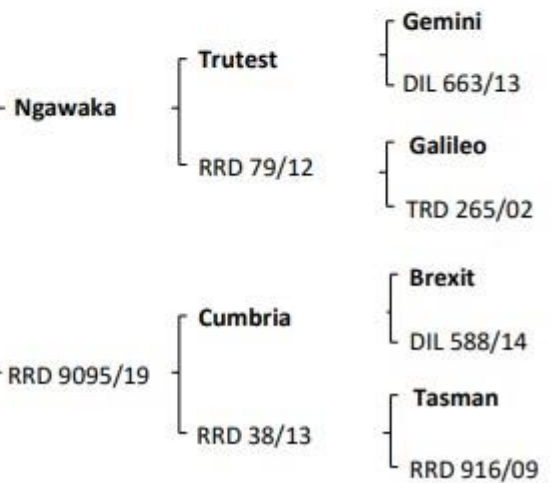 Gemini
Trutest
DIL 663/13
Ngawaka
Galileo
RRD 79/12
TRD 265/02
Brexit
Cumbria
DIL 588/14
RRD 9095/19
Tasman
RRD 38/13
RRD 916/09